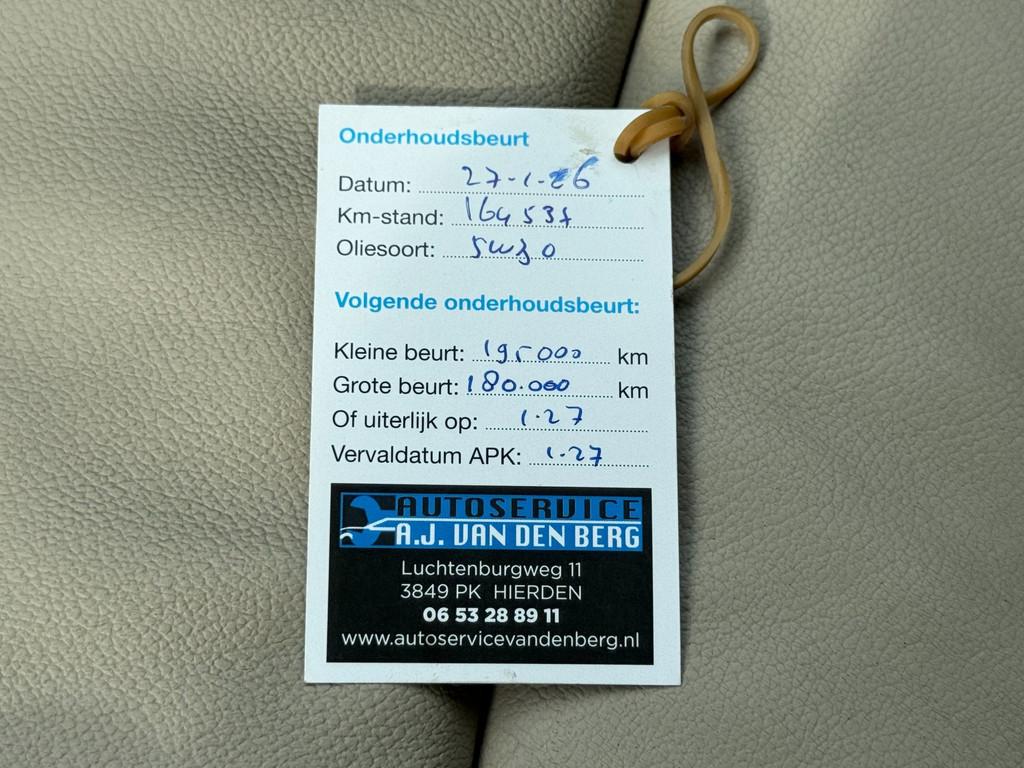 Onderhoudsbeurt
Datum: 27-1-26
Km-stand: 164537
Oliesoort: 5w30
Volgende onderhoudsbeurt:
Kleine beurt: 195000 km
Grote beurt: 180.000 km
Of uiterlijk op: 1-27
Vervaldatum APK: 1-27
AUTOSERVICE
A.J. VAN DEN BERG
Luchtenburgweg 11
3849 PK HIERDEN
06 53 28 89 11
www.autoservicevandenberg.nl